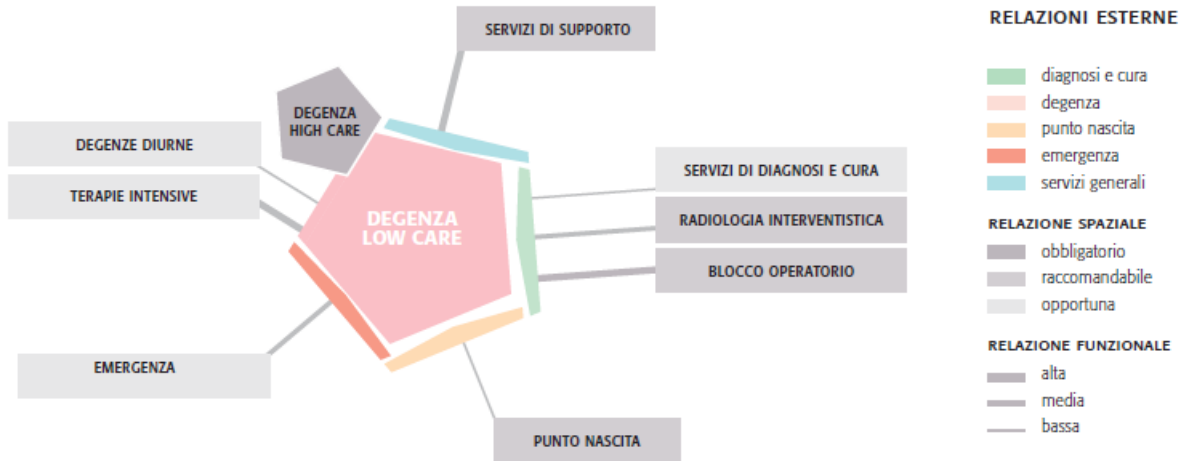 SERVIZI DI SUPPORTO
DEGENZA
HIGH CARE
DEGENZE DIURNE
TERAPIE INTENSIVE
DEGENZA
LOW CARE
SERVIZI DI DIAGNOSI E CURA
RADIOLOGIA INTERVENTISTICA
BLOCCO OPERATORIO
EMERGENZA
PUNTO NASCITA
RELAZIONI ESTERNE
diagnosi e cura
degenza
punto nascita
emergenza
servizi generali
RELAZIONE SPAZIALE
obbligatorio
raccomandabile
opportuna
RELAZIONE FUNZIONALE
alta
media
bassa